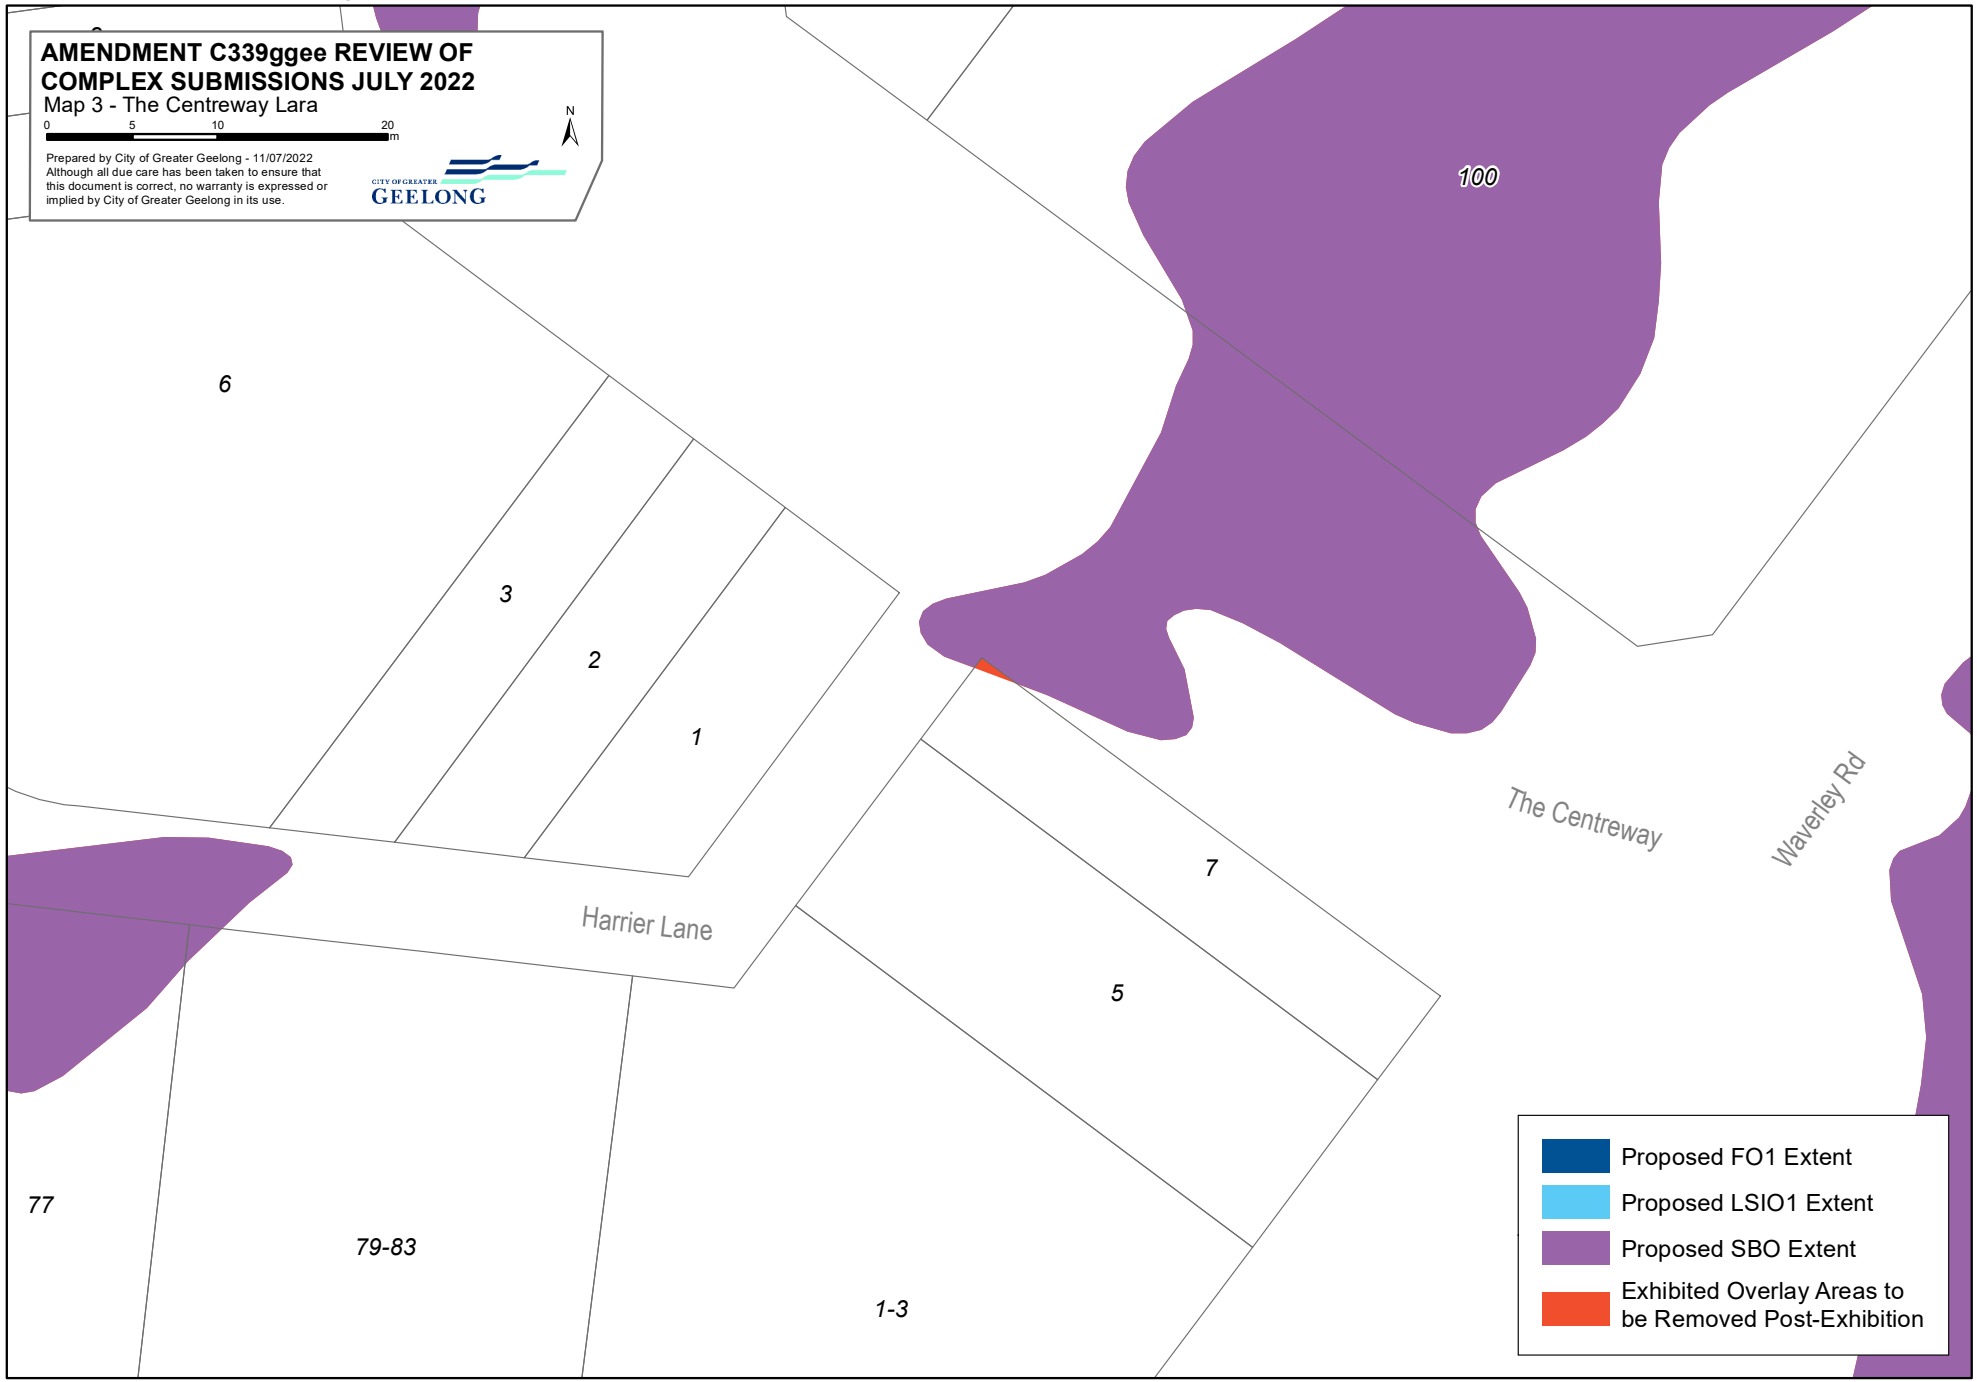 AMENDMENT C339ggee REVIEW OF
COMPLEX SUBMISSIONS JULY 2022
Map 3 - The Centreway Lara
0 5 10 20
m
N
Prepared by City of Greater Geelong - 11/07/2022
Although all due care has been taken to ensure that
this document is correct, no warranty is expressed or
implied by City of Greater Geelong in its use.
CITY OF GREATER
GEELONG
100
6
3
2
1
7
5
The Centreway
Waverley Rd
Harrier Lane
77
79-83
1-3
Proposed FO1 Extent
Proposed LSIO1 Extent
Proposed SBO Extent
Exhibited Overlay Areas to
be Removed Post-Exhibition